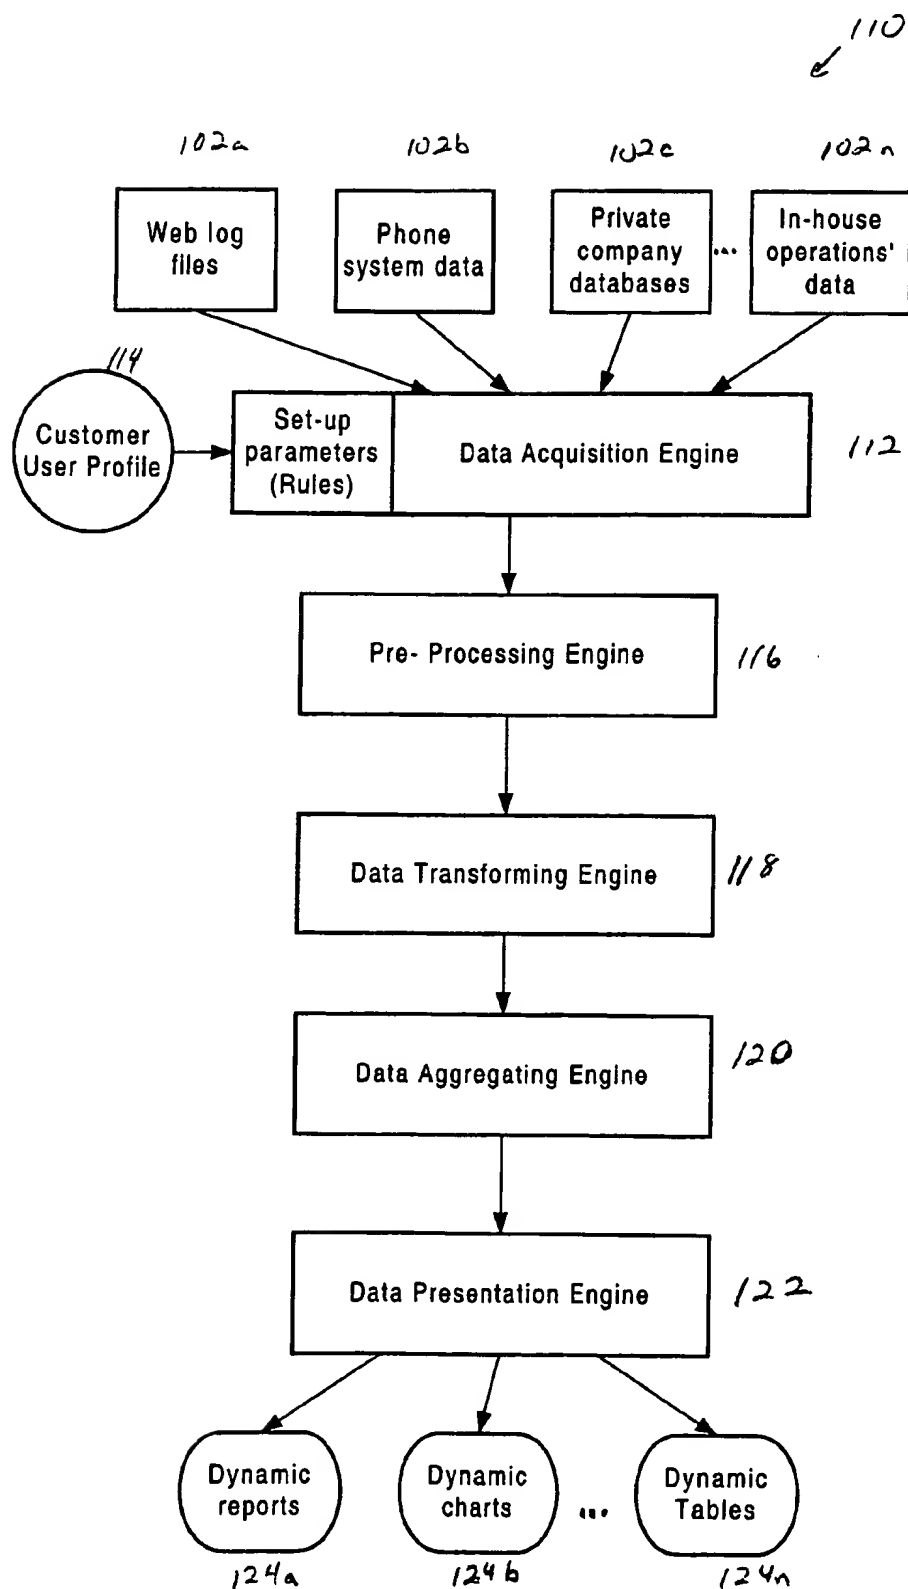 110
102a
102b
102c
102n
Web log
files
Phone
system data
Private
company
databases
...
In-house
operations'
data
114
Customer
User Profile
Set-up
parameters
(Rules)
Data Acquisition Engine
112
Pre- Processing Engine
116
Data Transforming Engine
118
Data Aggregating Engine
120
Data Presentation Engine
122
Dynamic
reports
Dynamic
charts
...
Dynamic
Tables
124a
124b
124n